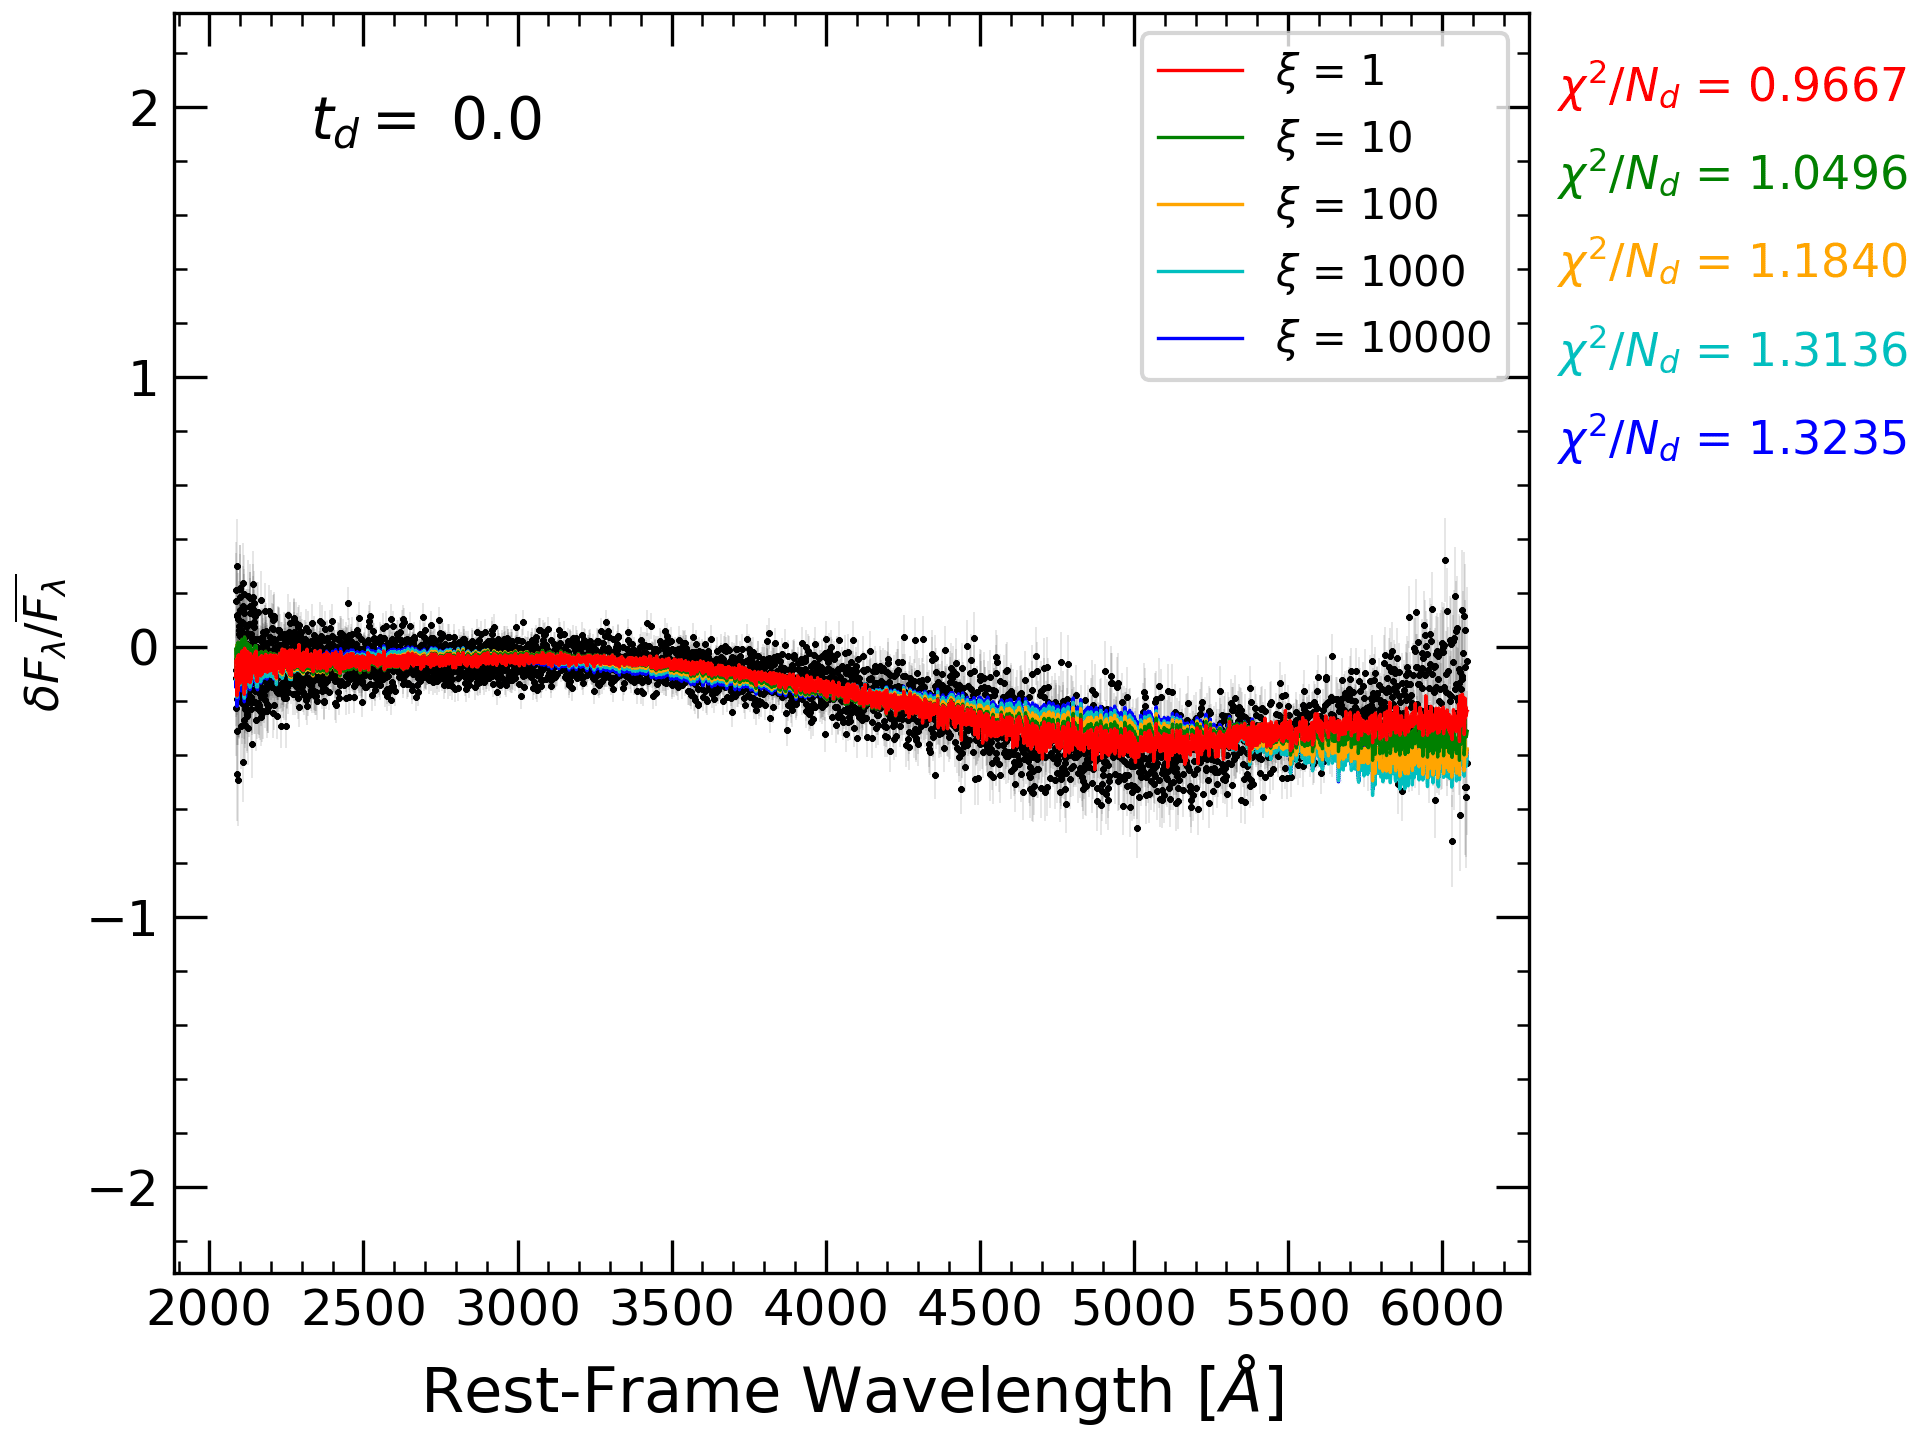 t_d = 0.0
ξ = 1
ξ = 10
ξ = 100
ξ = 1000
ξ = 10000
χ²/N_d = 0.9667
χ²/N_d = 1.0496
χ²/N_d = 1.1840
χ²/N_d = 1.3136
χ²/N_d = 1.3235
2
1
0
−1
−2
δF_λ/F̅_λ
2000 2500 3000 3500 4000 4500 5000 5500 6000
Rest-Frame Wavelength [Å]